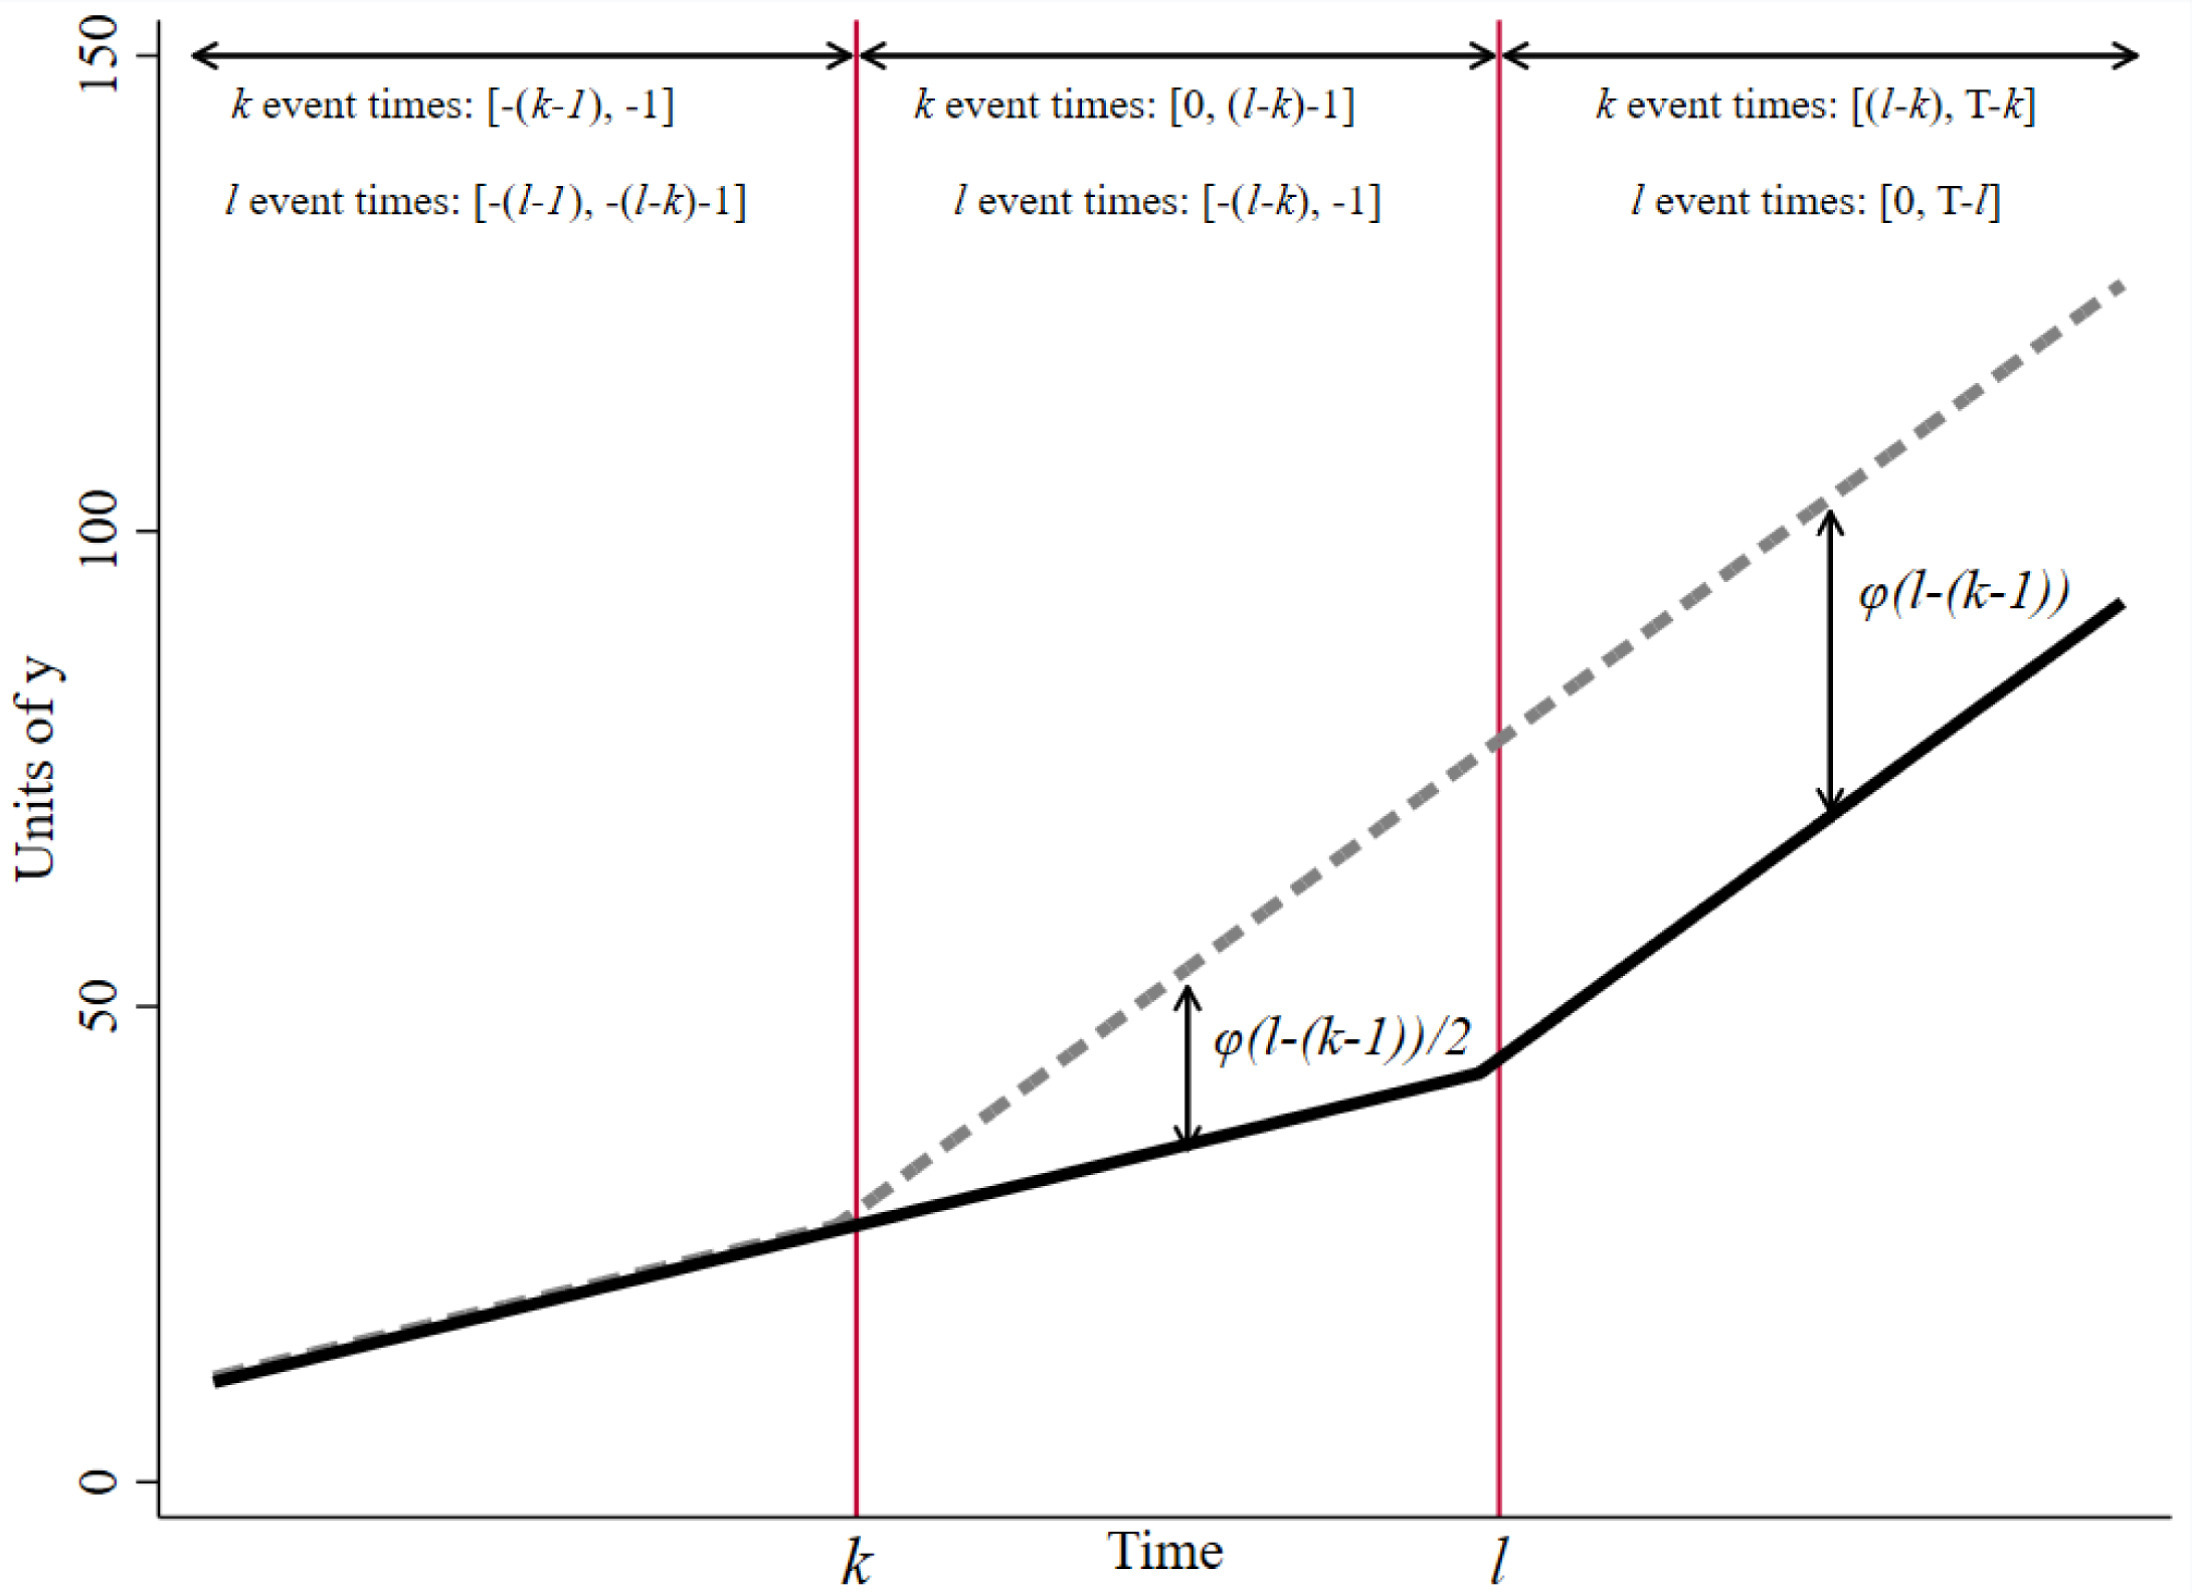 150
k event times: [-(k-1), -1]
l event times: [-(l-1), -(l-k)-1]
k event times: [0, (l-k)-1]
l event times: [-(l-k), -1]
k event times: [(l-k), T-k]
l event times: [0, T-l]
100
φ(l-(k-1))
Units of y
50
φ(l-(k-1))/2
0
k
Time
l